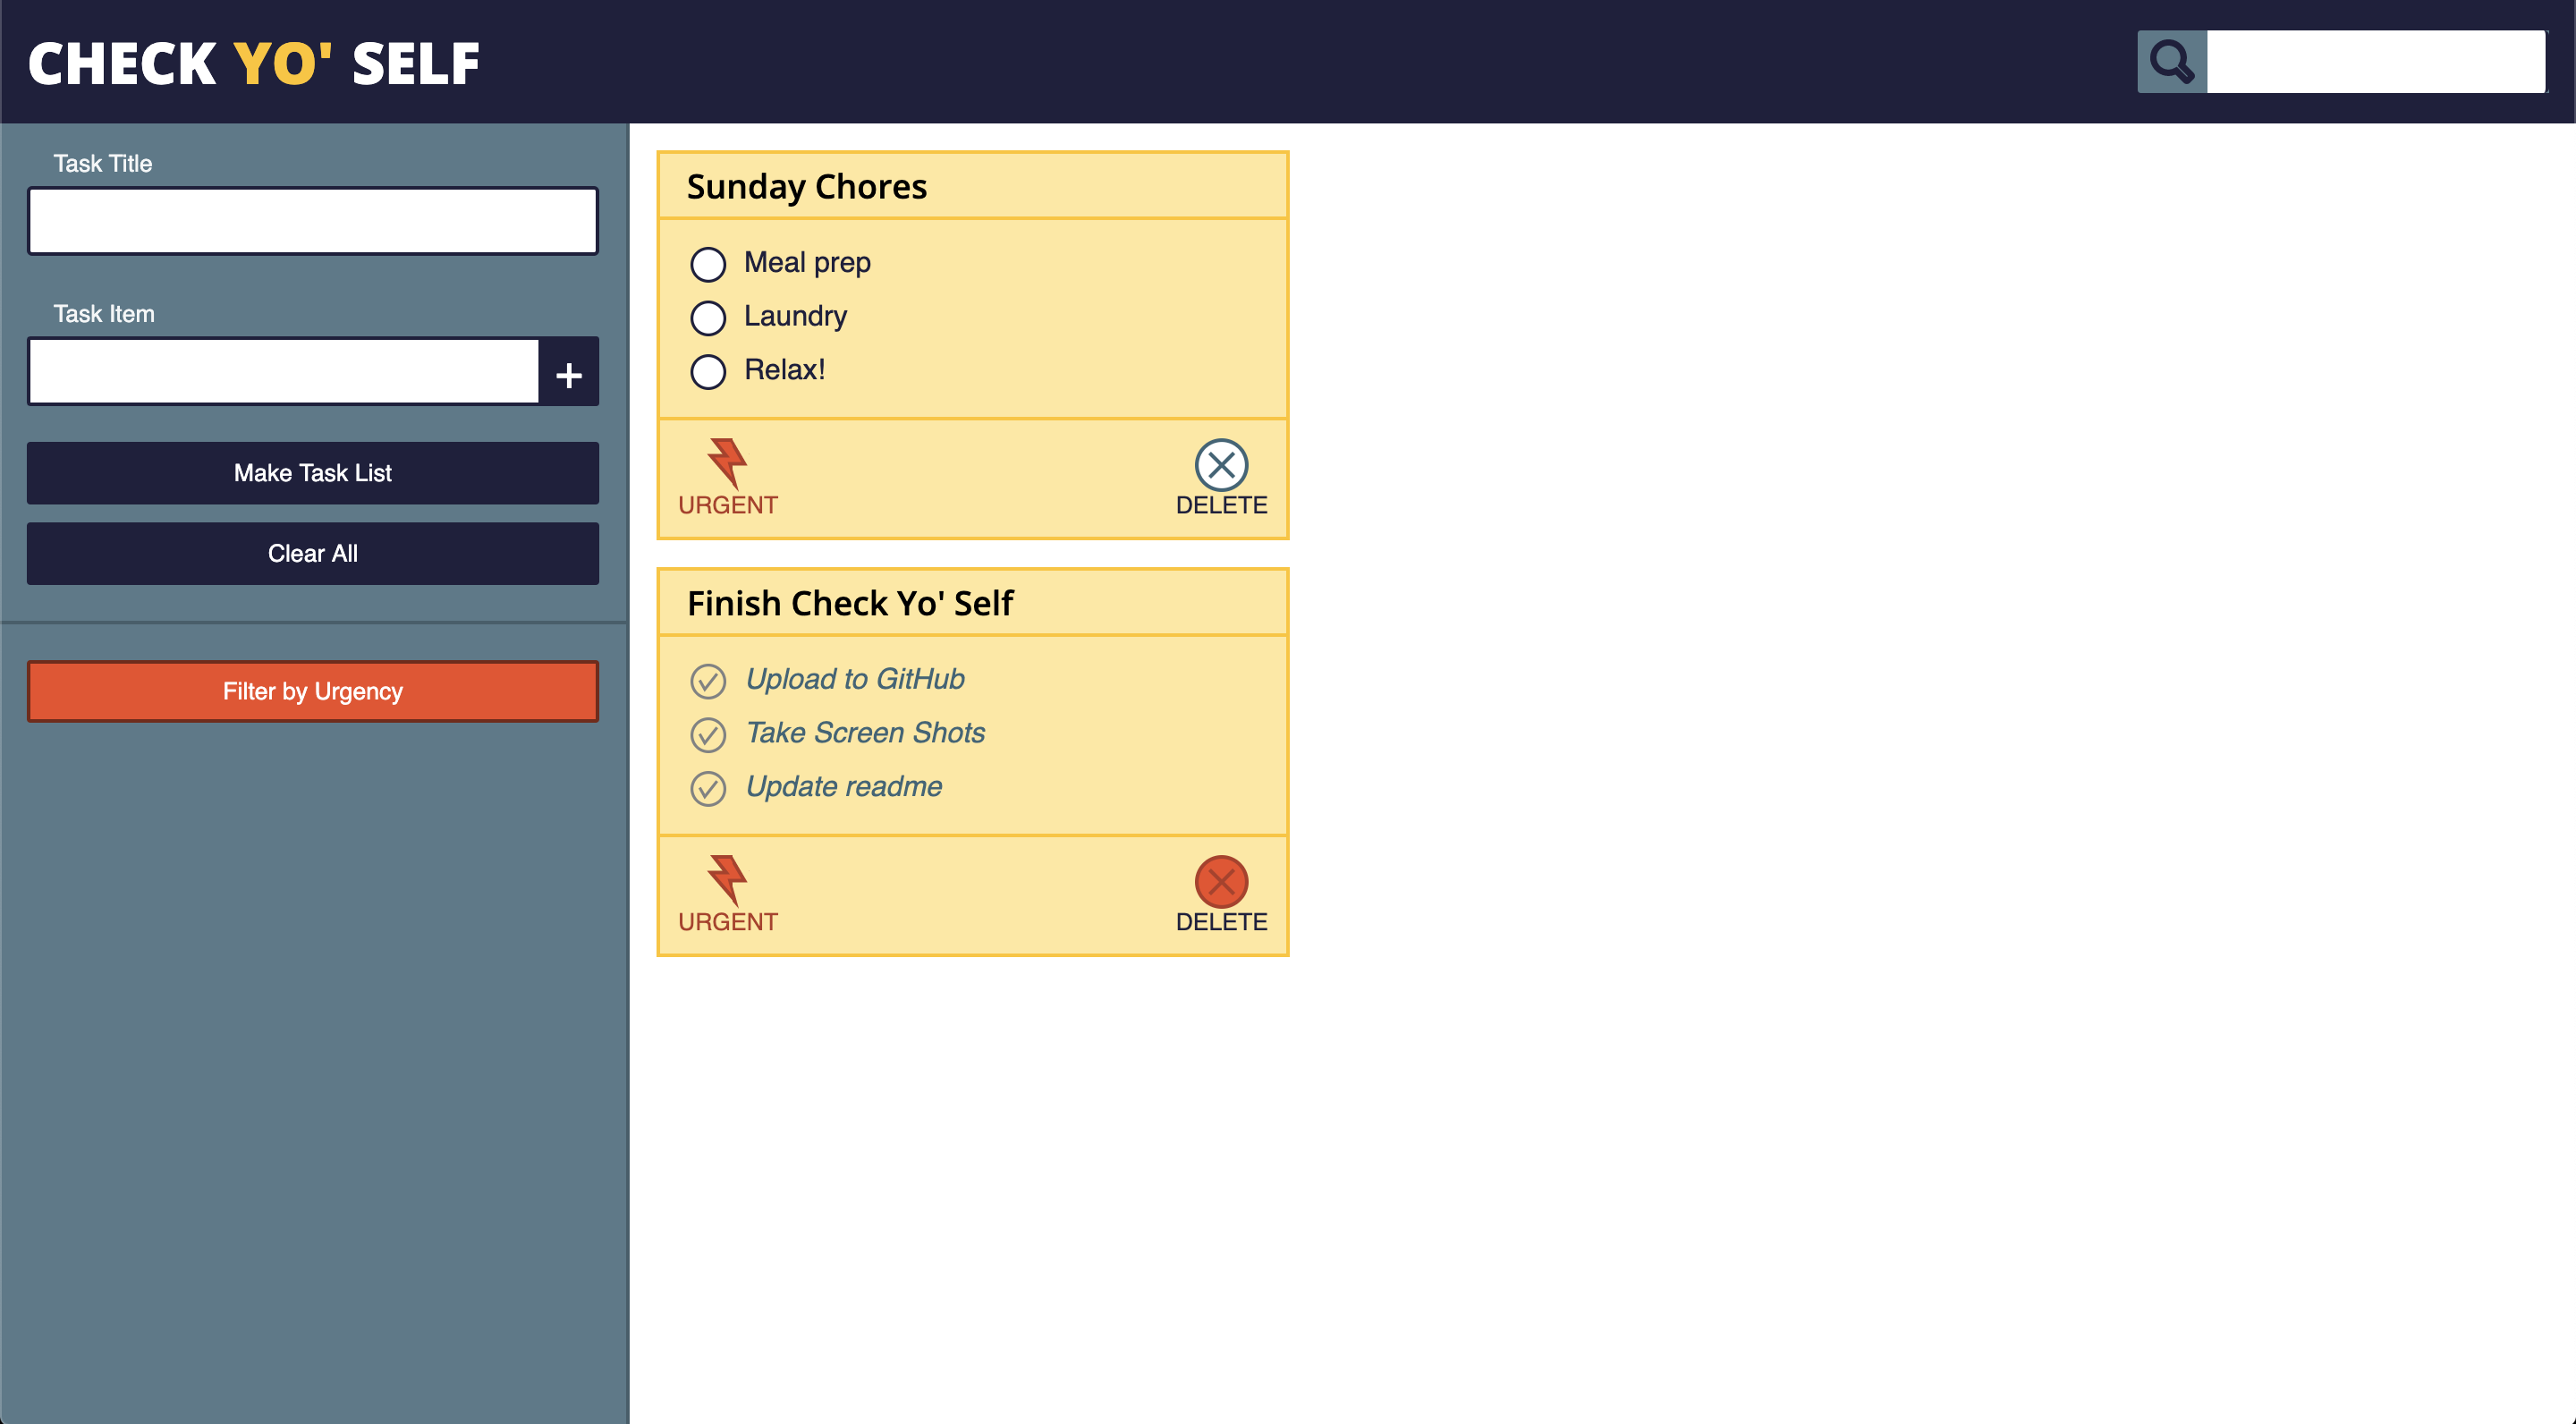 CHECK YO' SELF
Task Title
Task Item
+
Make Task List
Clear All
Filter by Urgency
Sunday Chores
Meal prep
Laundry
Relax!
URGENT
DELETE
Finish Check Yo' Self
Upload to GitHub
Take Screen Shots
Update readme
URGENT
DELETE